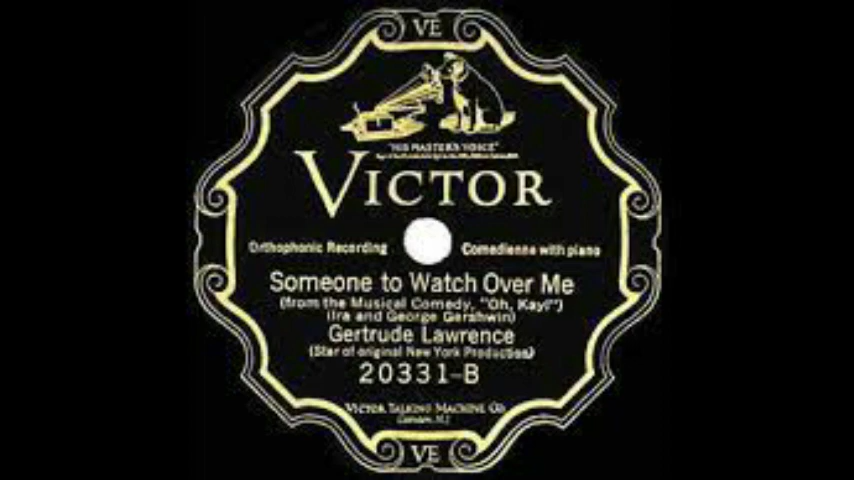 VE
"HIS MASTER'S VOICE"
VICTOR
Orthophonic Recording
Comedienne with piano
Someone to Watch Over Me
(from the Musical Comedy, "Oh, Kay!")
(Ira and George Gershwin)
Gertrude Lawrence
(Star of original New York Production)
20331-B
VICTOR TALKING MACHINE CO.
Camden, N.J.
VE